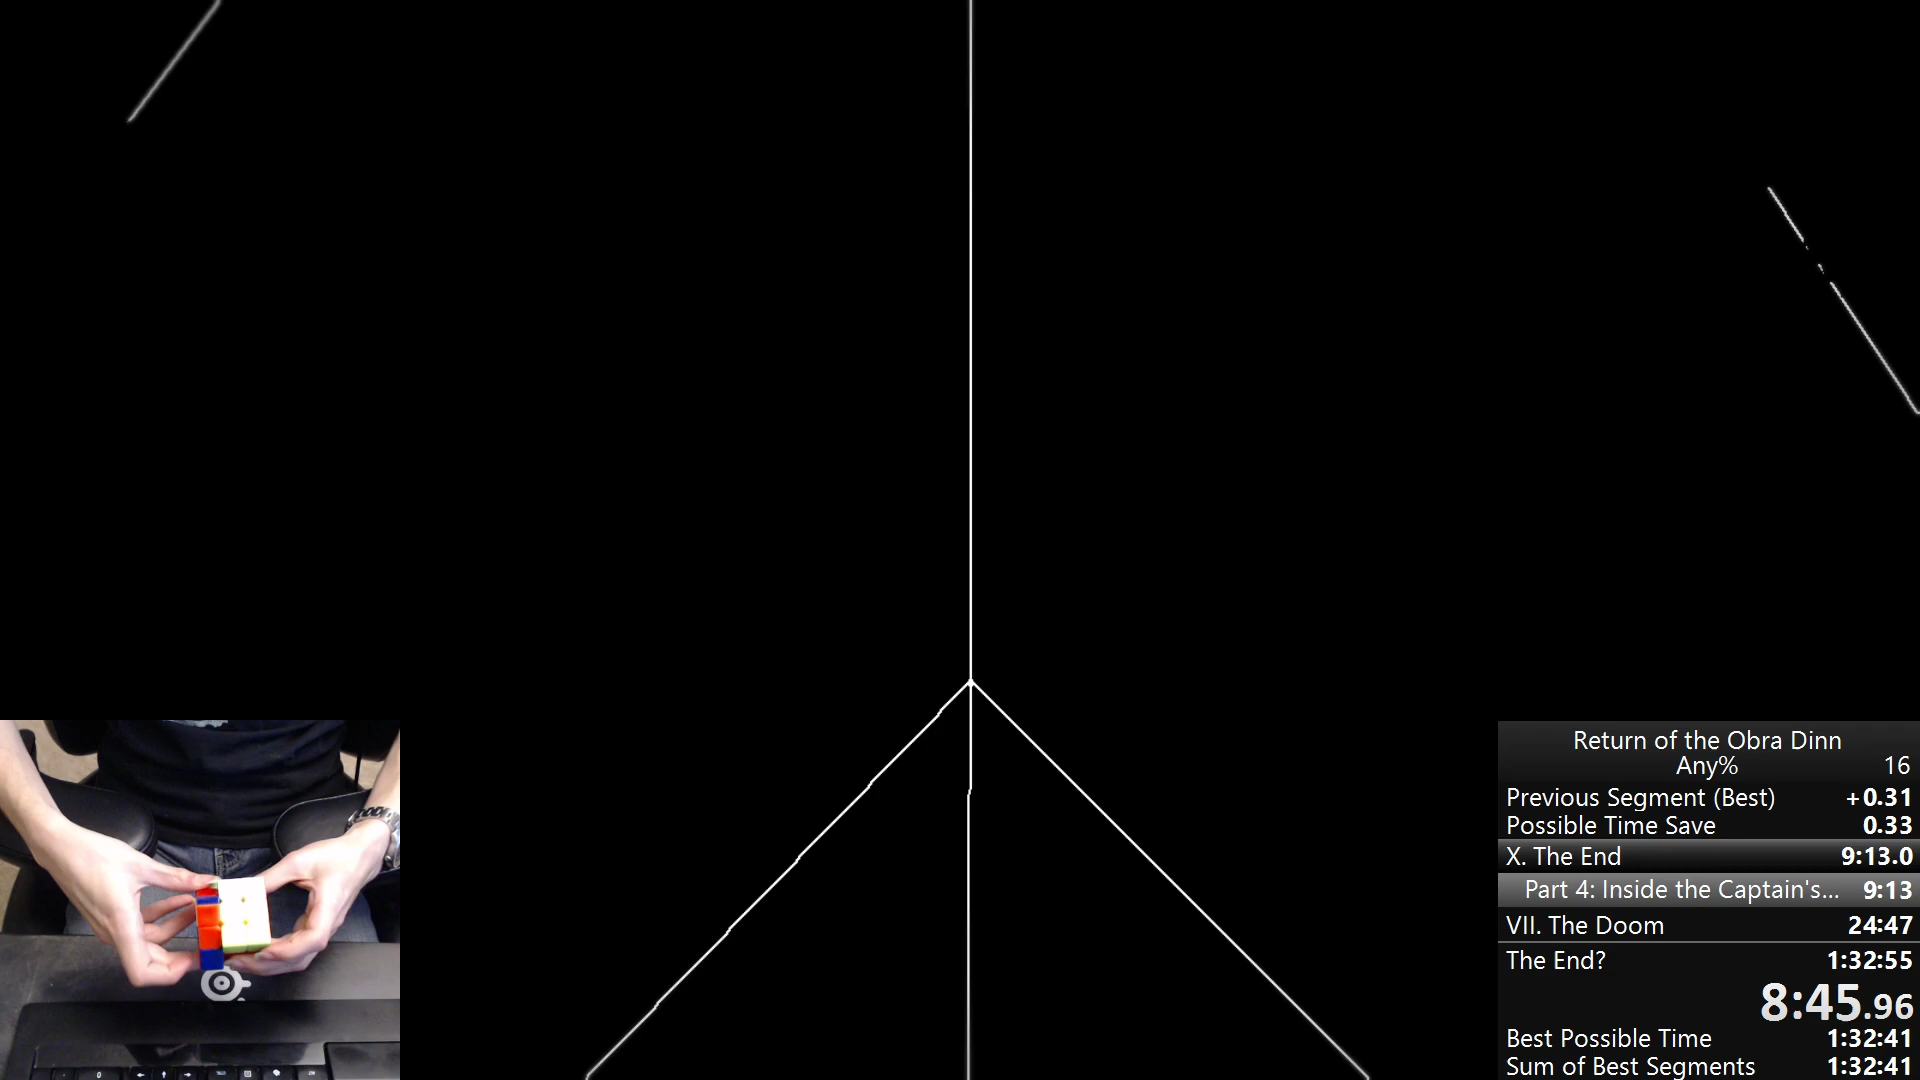 Return of the Obra Dinn
Any% 16
Previous Segment (Best) +0.31
Possible Time Save 0.33
X. The End 9:13.0
Part 4: Inside the Captain's... 9:13
VII. The Doom 24:47
The End? 1:32:55
8:45.96
Best Possible Time 1:32:41
Sum of Best Segments 1:32:41